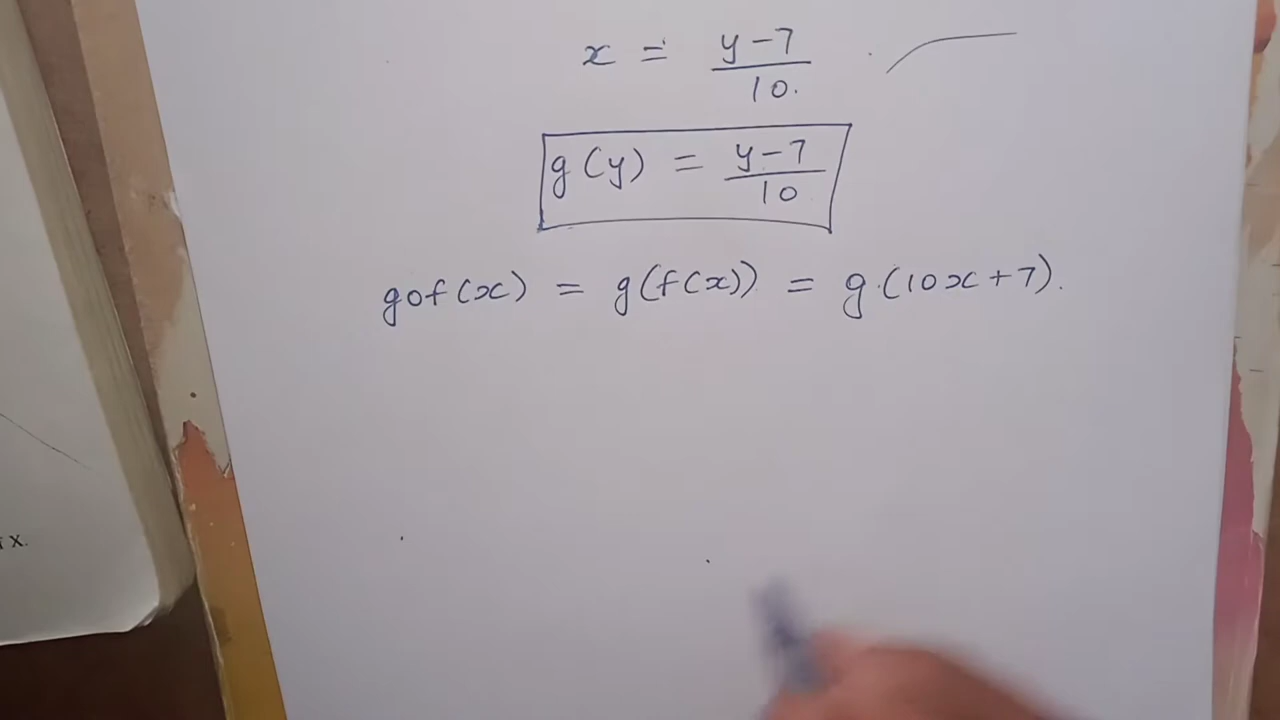 x = y-7 / 10.
g(y) = y-7 / 10
gof(x) = g(f(x)) = g(10x+7).
X.